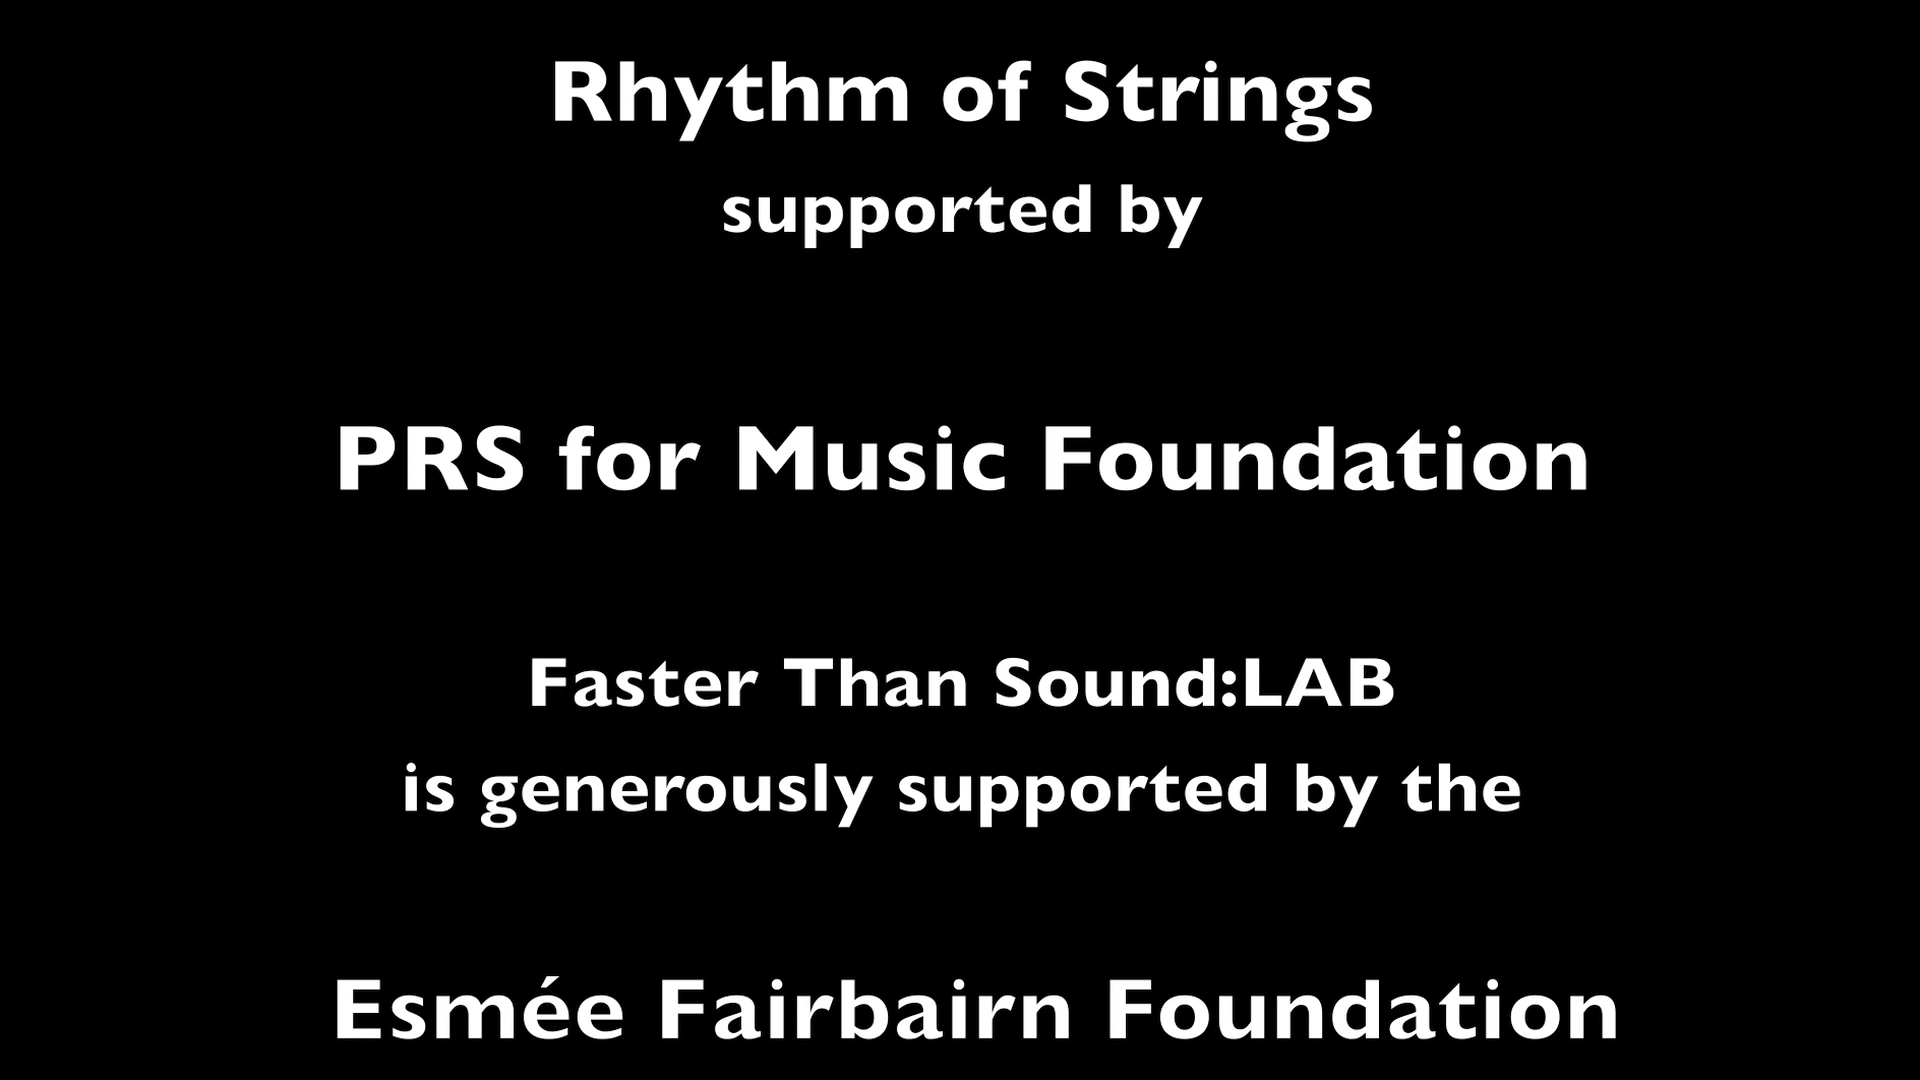 Rhythm of Strings
supported by
PRS for Music Foundation
Faster Than Sound:LAB
is generously supported by the
Esmée Fairbairn Foundation